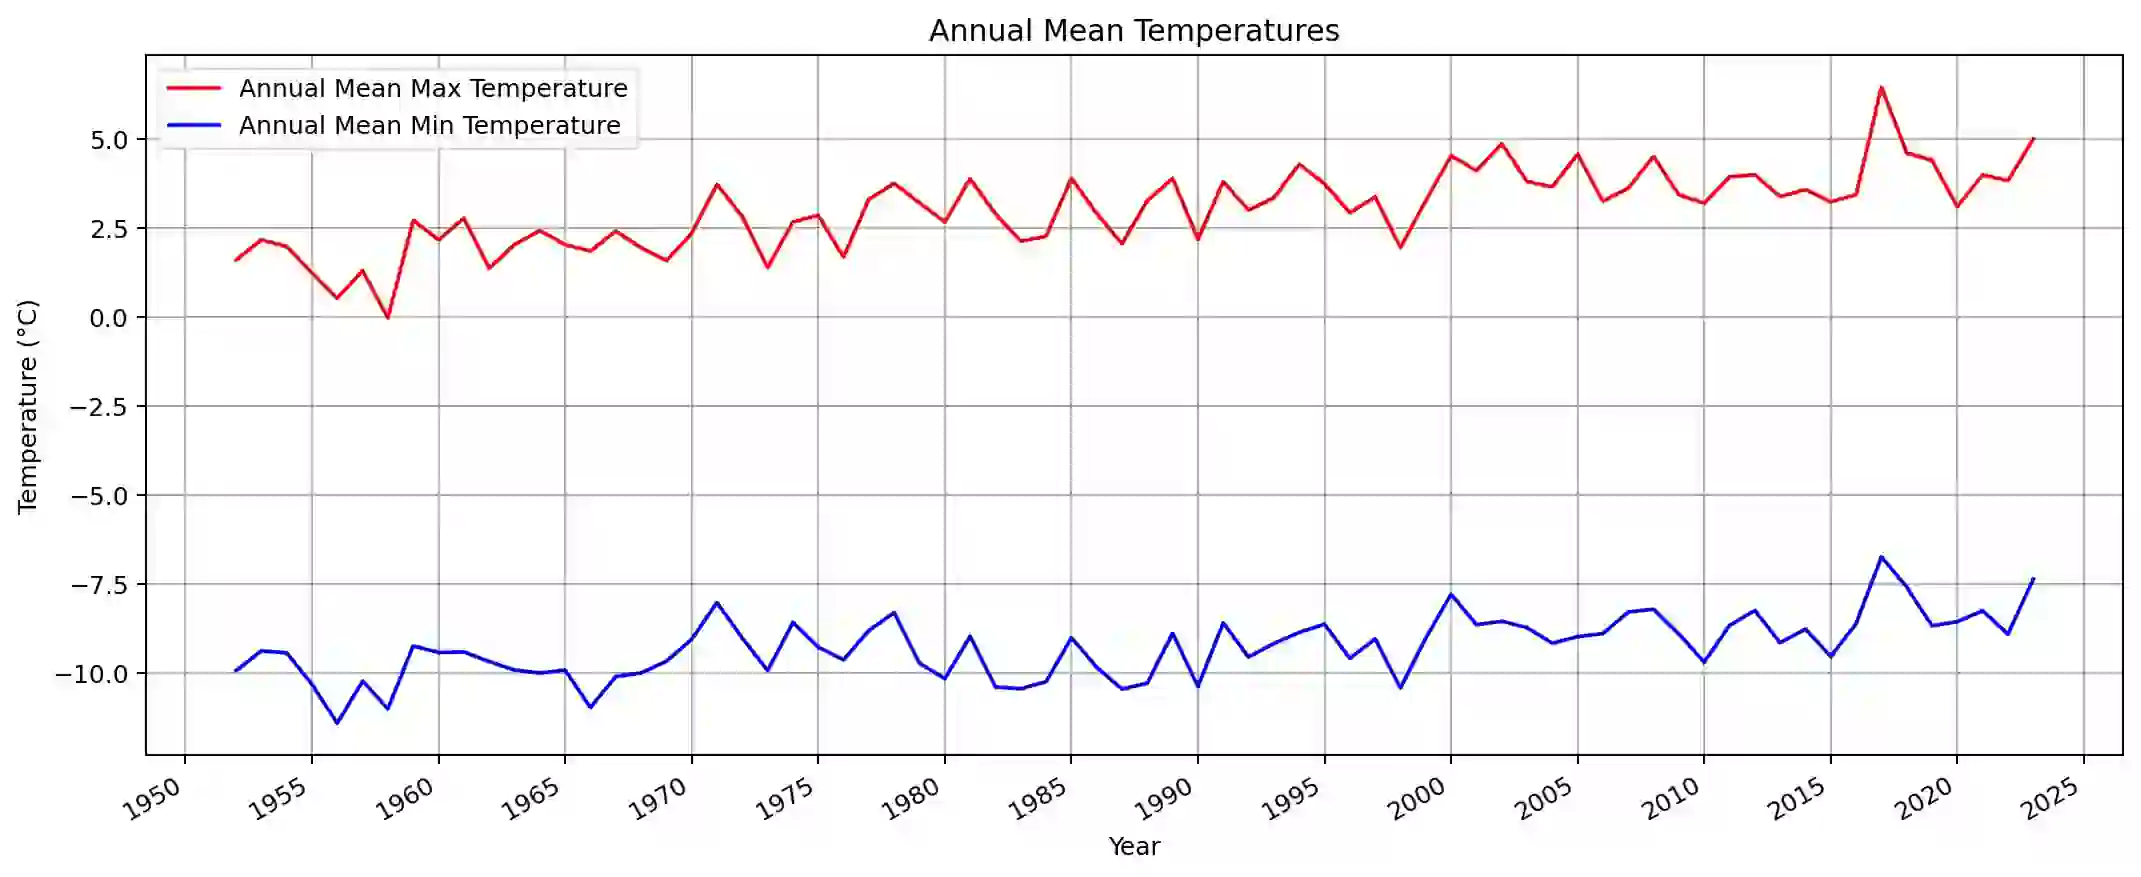 Annual Mean Temperatures
Annual Mean Max Temperature
Annual Mean Min Temperature
Temperature (°C)
5.0
2.5
0.0
−2.5
−5.0
−7.5
−10.0
1950 1955 1960 1965 1970 1975 1980 1985 1990 1995 2000 2005 2010 2015 2020 2025
Year